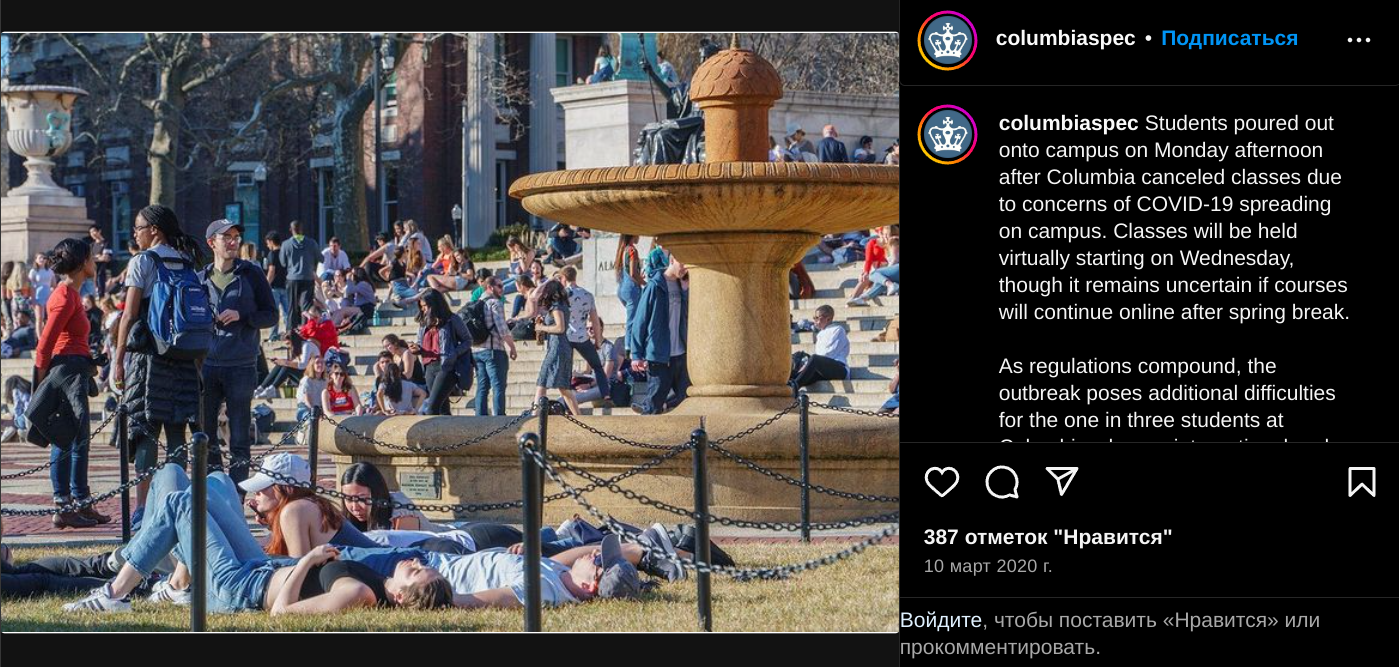 columbiaspec • Подписаться
columbiaspec Students poured out
onto campus on Monday afternoon
after Columbia canceled classes due
to concerns of COVID-19 spreading
on campus. Classes will be held
virtually starting on Wednesday,
though it remains uncertain if courses
will continue online after spring break.
As regulations compound, the
outbreak poses additional difficulties
for the one in three students at
387 отметок "Нравится"
10 март 2020 г.
Войдите, чтобы поставить «Нравится» или
прокомментировать.